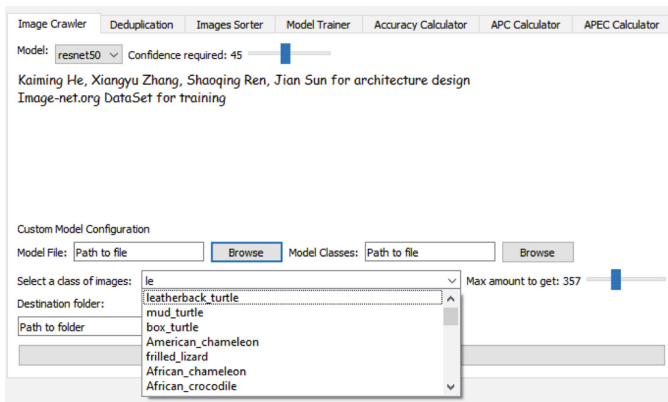 Image Crawler Deduplication Images Sorter Model Trainer Accuracy Calculator APC Calculator APEC Calculator
Model: resnet50 Confidence required: 45
Kaiming He, Xiangyu Zhang, Shaoqing Ren, Jian Sun for architecture design
Image-net.org DataSet for training
Custom Model Configuration
Model File: Path to file Browse Model Classes: Path to file Browse
Select a class of images: le Max amount to get: 357
leatherback_turtle
Destination folder:
mud_turtle
Path to folder box_turtle
American_chameleon
frilled_lizard
African_chameleon
African_crocodile